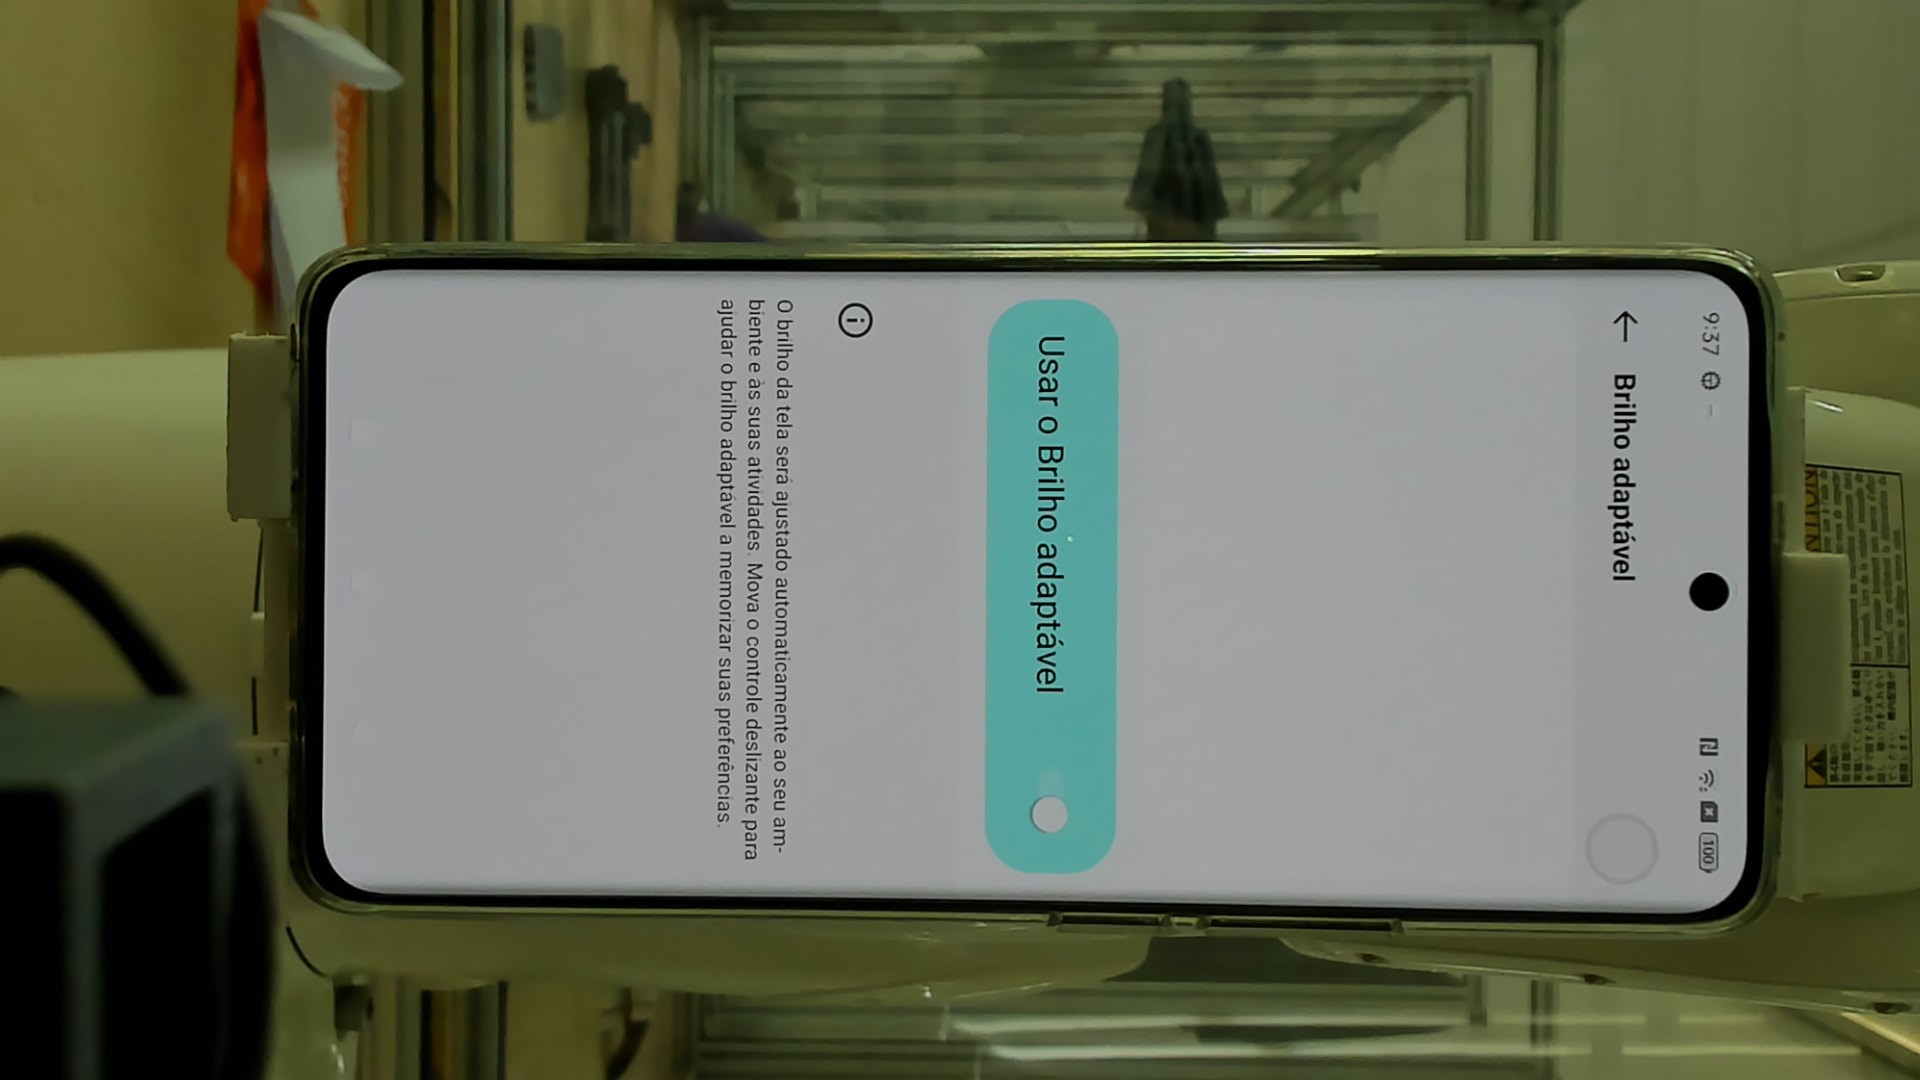 9:37
100
Brilho adaptável
Usar o Brilho adaptável
O brilho da tela será ajustado automaticamente ao seu am-
biente e às suas atividades. Mova o controle deslizante para
ajudar o brilho adaptável a memorizar suas preferências.